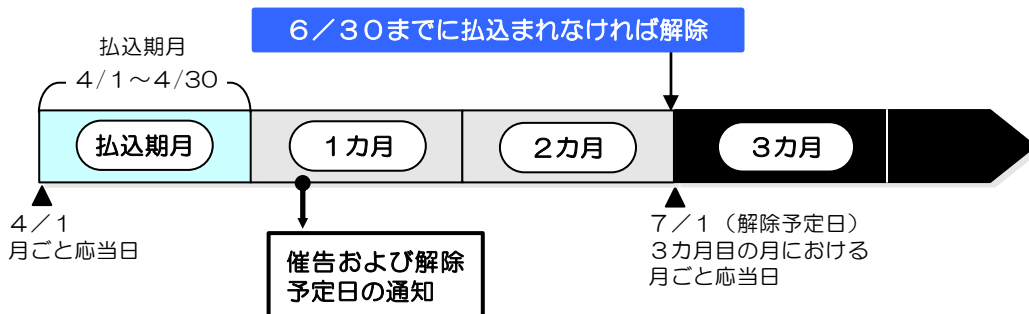 6/30までに払込まれなければ解除
払込期月
4/1~4/30
払込期月
1カ月
2カ月
3カ月
4/1
月ごと応当日
7/1(解除予定日)
3カ月目の月における
月ごと応当日
催告および解除
予定日の通知